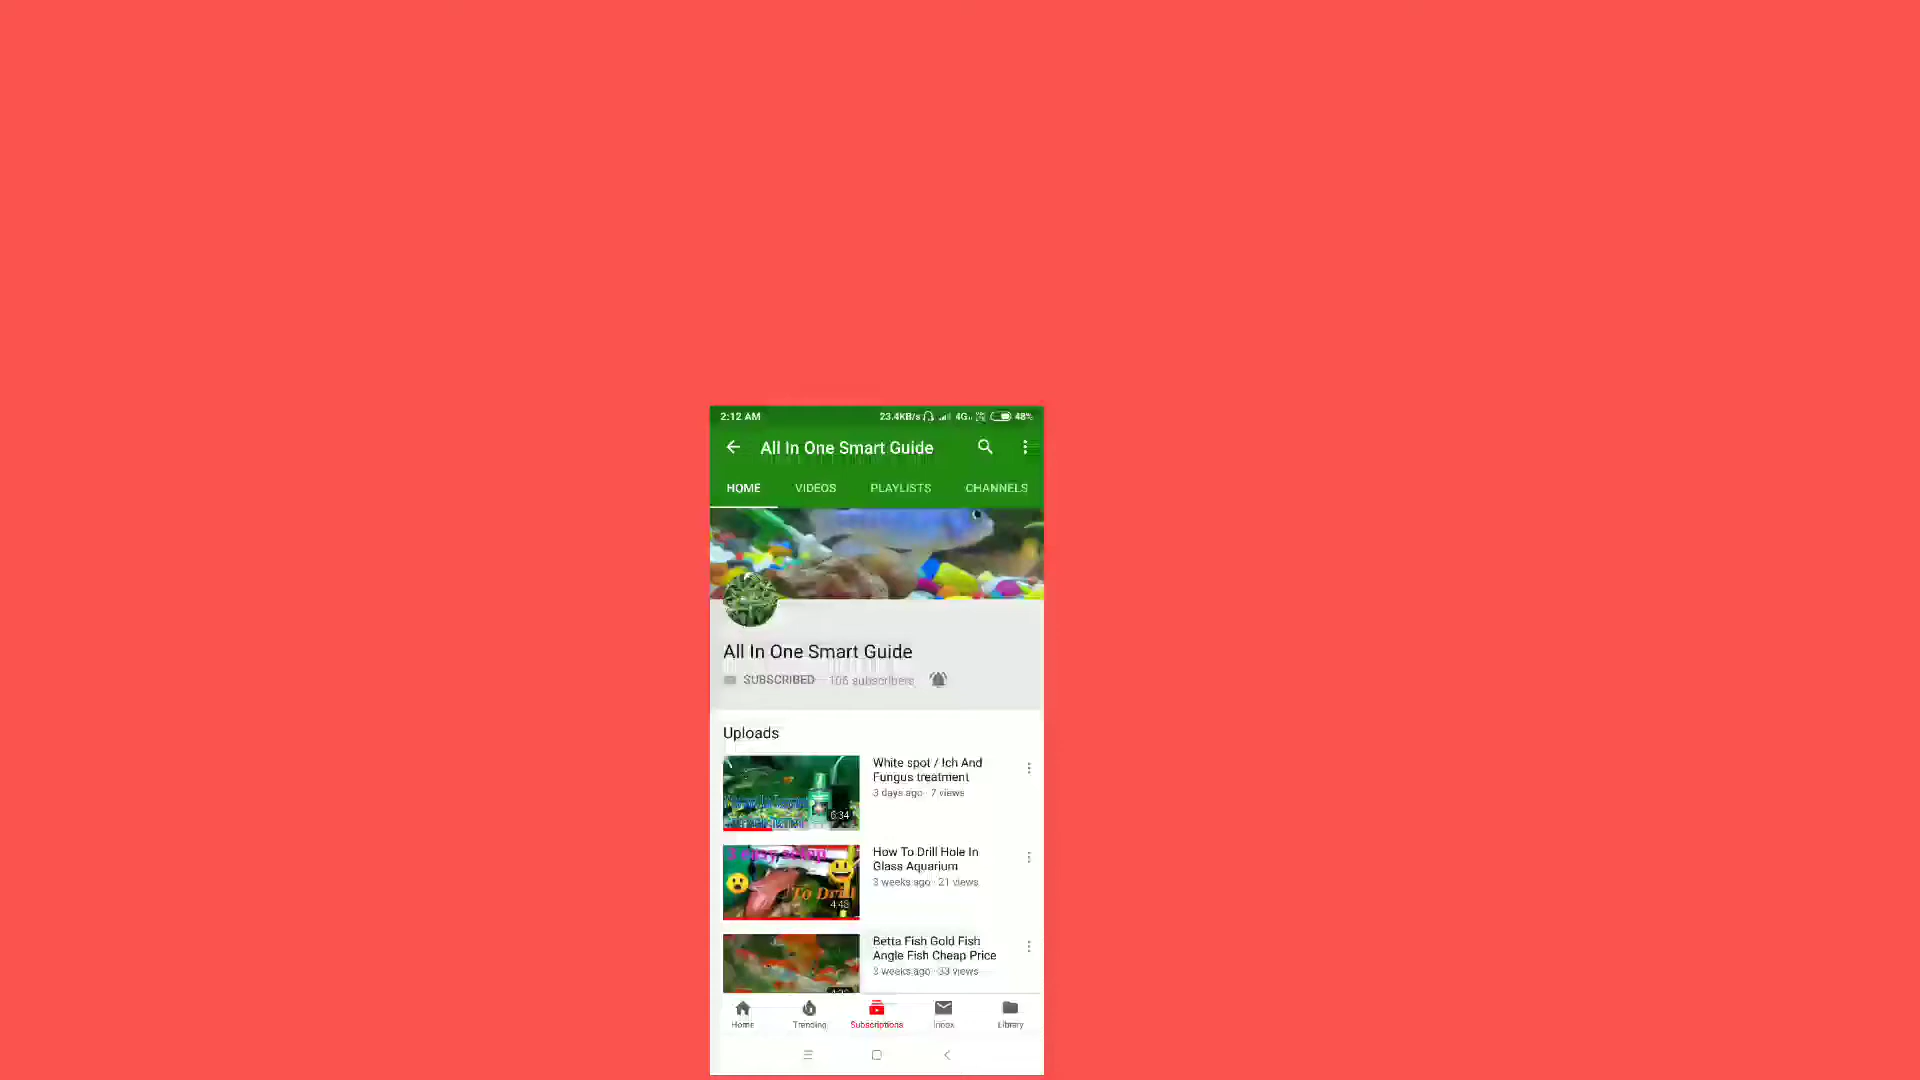 2:12 AM
23.4KB/s 4G 48%
All In One Smart Guide
HOME VIDEOS PLAYLISTS CHANNELS
All In One Smart Guide
SUBSCRIBED 106 subscribers
Uploads
White spot / Ich And
Fungus treatment
3 days ago · 7 views
6:34
How To Drill Hole In
Glass Aquarium
3 weeks ago · 21 views
To Drill
4:48
Betta Fish Gold Fish
Angle Fish Cheap Price
3 weeks ago · 33 views
Home Trending Subscriptions Inbox Library